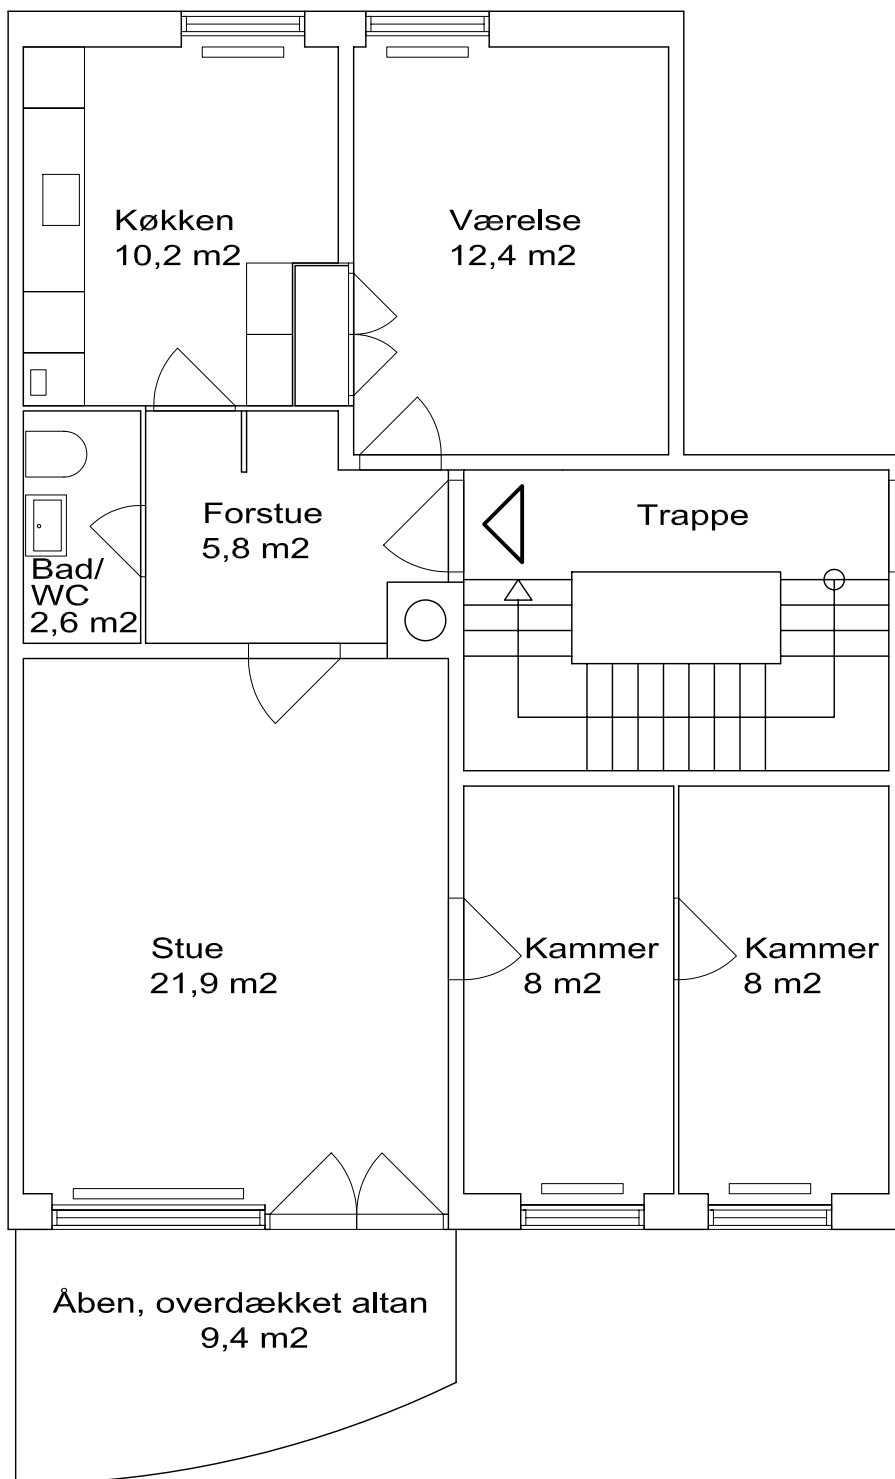 Køkken
10,2 m2
Værelse
12,4 m2
Forstue
5,8 m2
Trappe
Bad/
WC
2,6 m2
Stue
21,9 m2
Kammer
8 m2
Kammer
8 m2
Åben, overdækket altan
9,4 m2